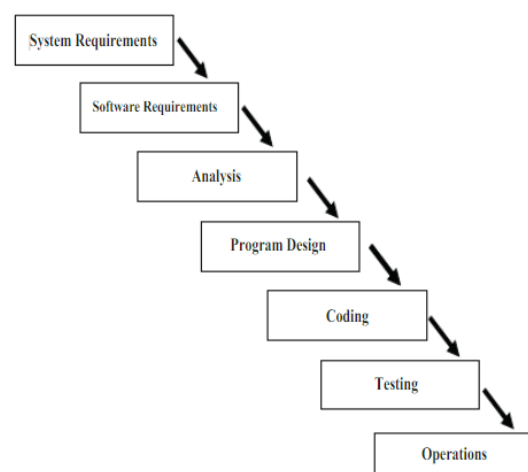 System Requirements
Software Requirements
Analysis
Program Design
Coding
Testing
Operations